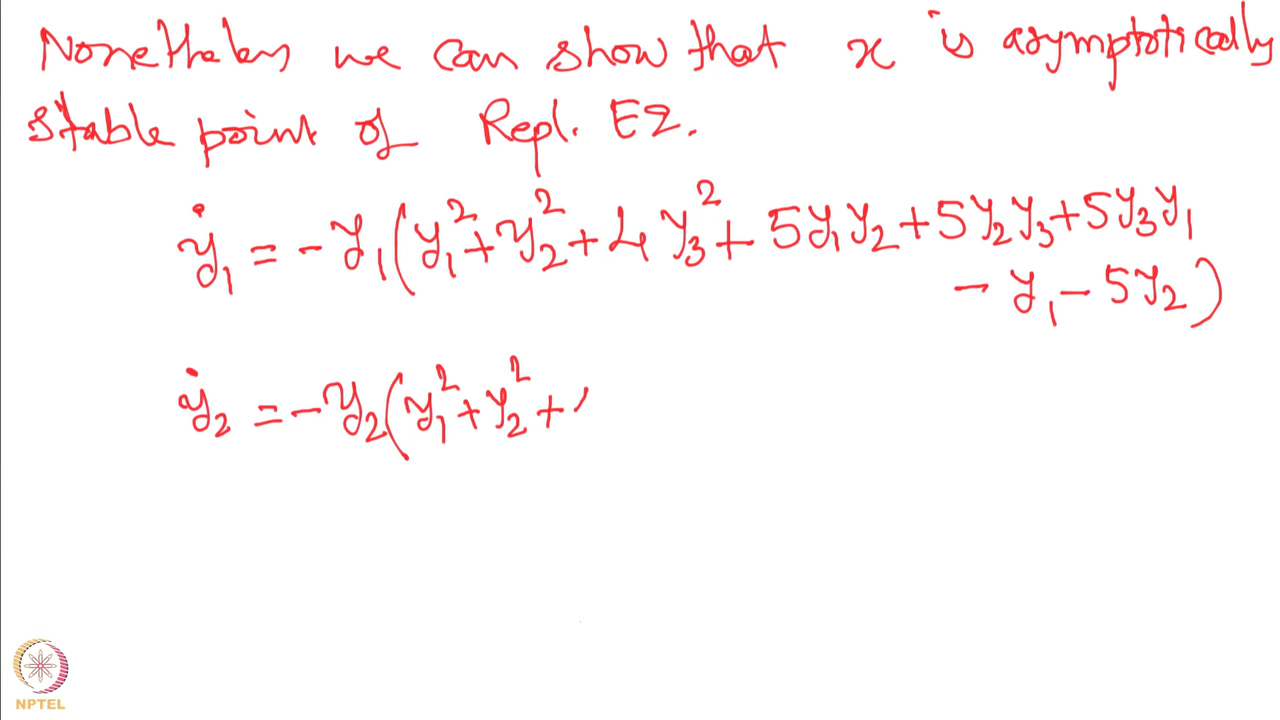 Nonetheless we can show that x is asymptotically
stable point of Repl. EQ.
ẏ₁ = -y₁(y₁² + y₂² + 4y₃² + 5y₁y₂ + 5y₂y₃ + 5y₃y₁
- y₁ - 5y₂)
ẏ₂ = -y₂(y₁² + y₂² +
NPTEL